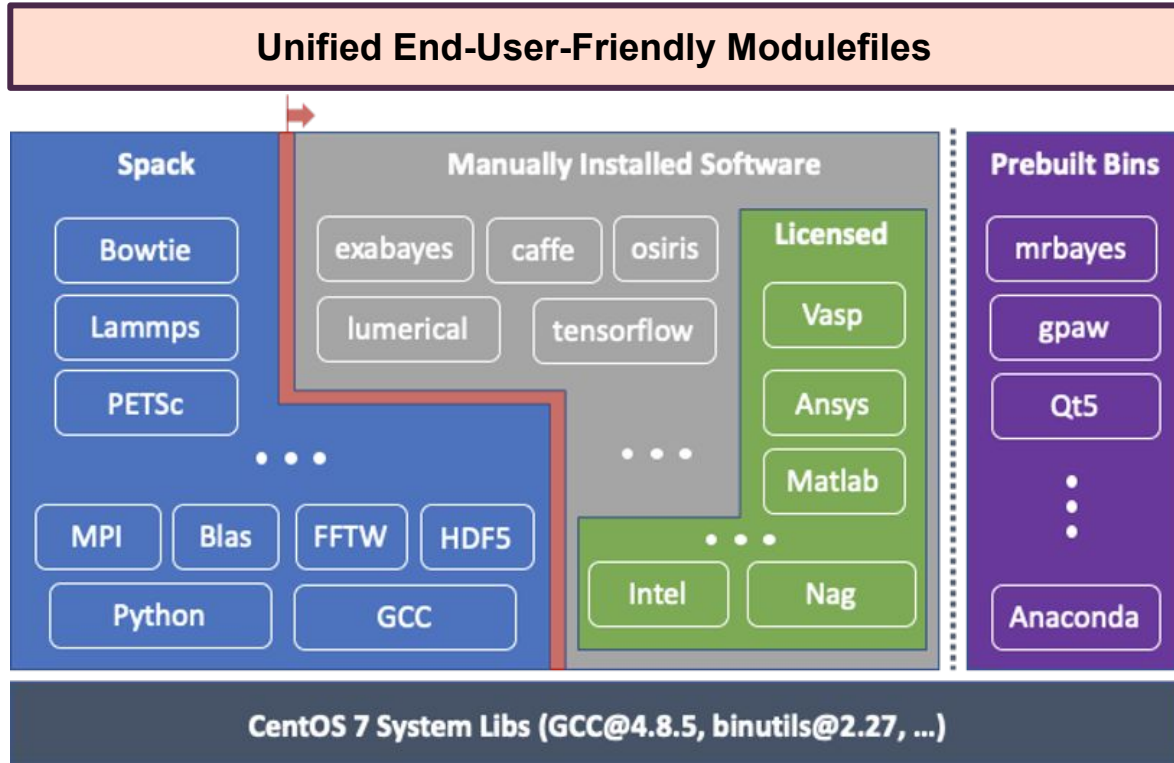 Unified End-User-Friendly Modulefiles
Spack
Bowtie
Lammps
PETSc
MPI
Blas
FFTW
HDF5
Python
GCC
Manually Installed Software
exabayes
caffe
osiris
lumerical
tensorflow
Licensed
Vasp
Ansys
Matlab
Intel
Nag
Prebuilt Bins
mrbayes
gpaw
Qt5
Anaconda
CentOS 7 System Libs (GCC@4.8.5, binutils@2.27, ...)